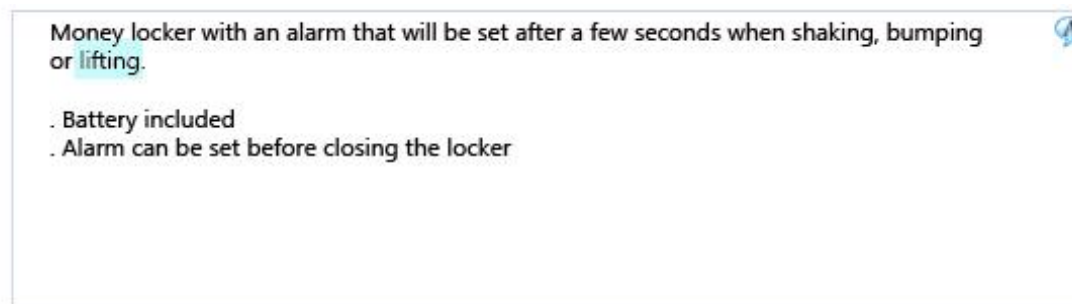 Money locker with an alarm that will be set after a few seconds when shaking, bumping
or lifting.
. Battery included
. Alarm can be set before closing the locker